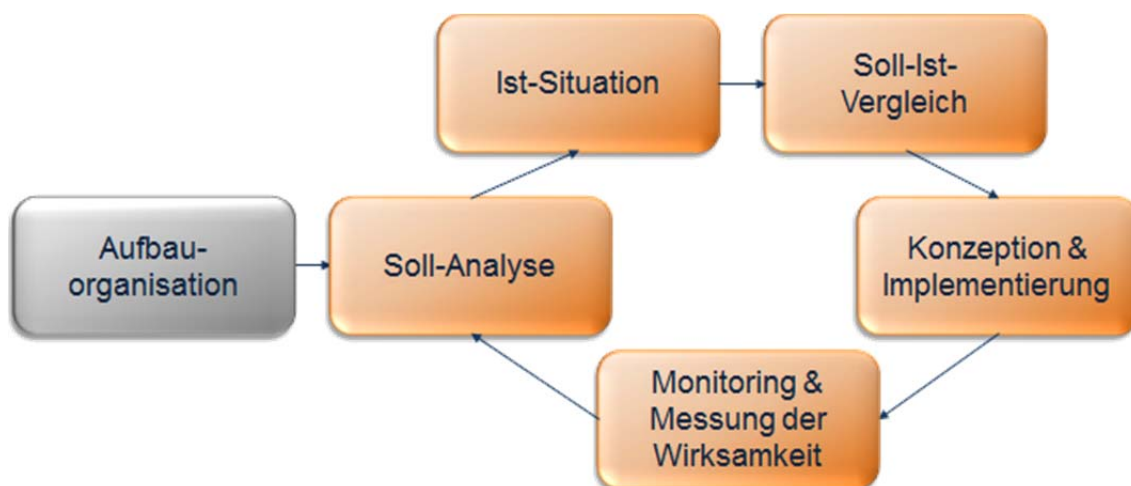 Ist-Situation
Soll-Ist-
Vergleich
Aufbau-
organisation
Soll-Analyse
Konzeption &
Implementierung
Monitoring &
Messung der
Wirksamkeit